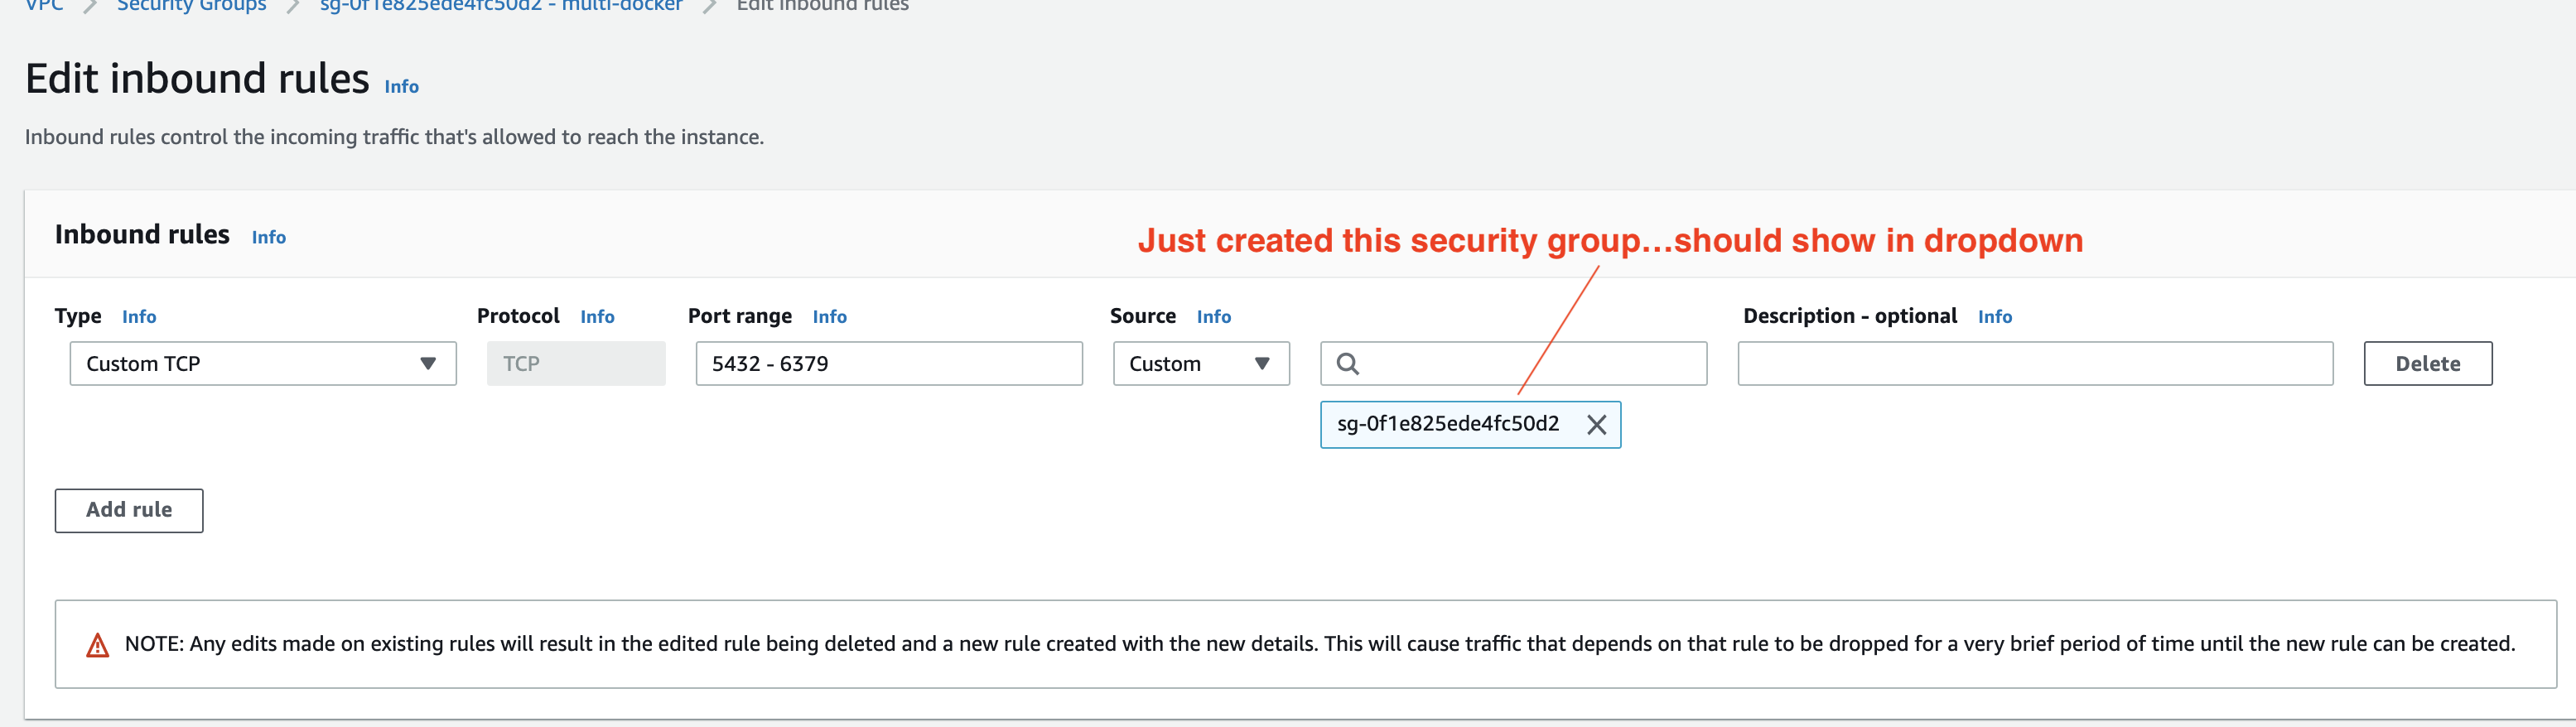 VPC > Security Groups > sg-0f1e825ede4fc50d2 - multi-docker > Edit inbound rules
Edit inbound rules Info
Inbound rules control the incoming traffic that's allowed to reach the instance.
Inbound rules Info
Just created this security group...should show in dropdown
Type Info Protocol Info Port range Info Source Info Description - optional Info
Custom TCP TCP 5432 - 6379 Custom Delete
sg-0f1e825ede4fc50d2
Add rule
NOTE: Any edits made on existing rules will result in the edited rule being deleted and a new rule created with the new details. This will cause traffic that depends on that rule to be dropped for a very brief period of time until the new rule can be created.